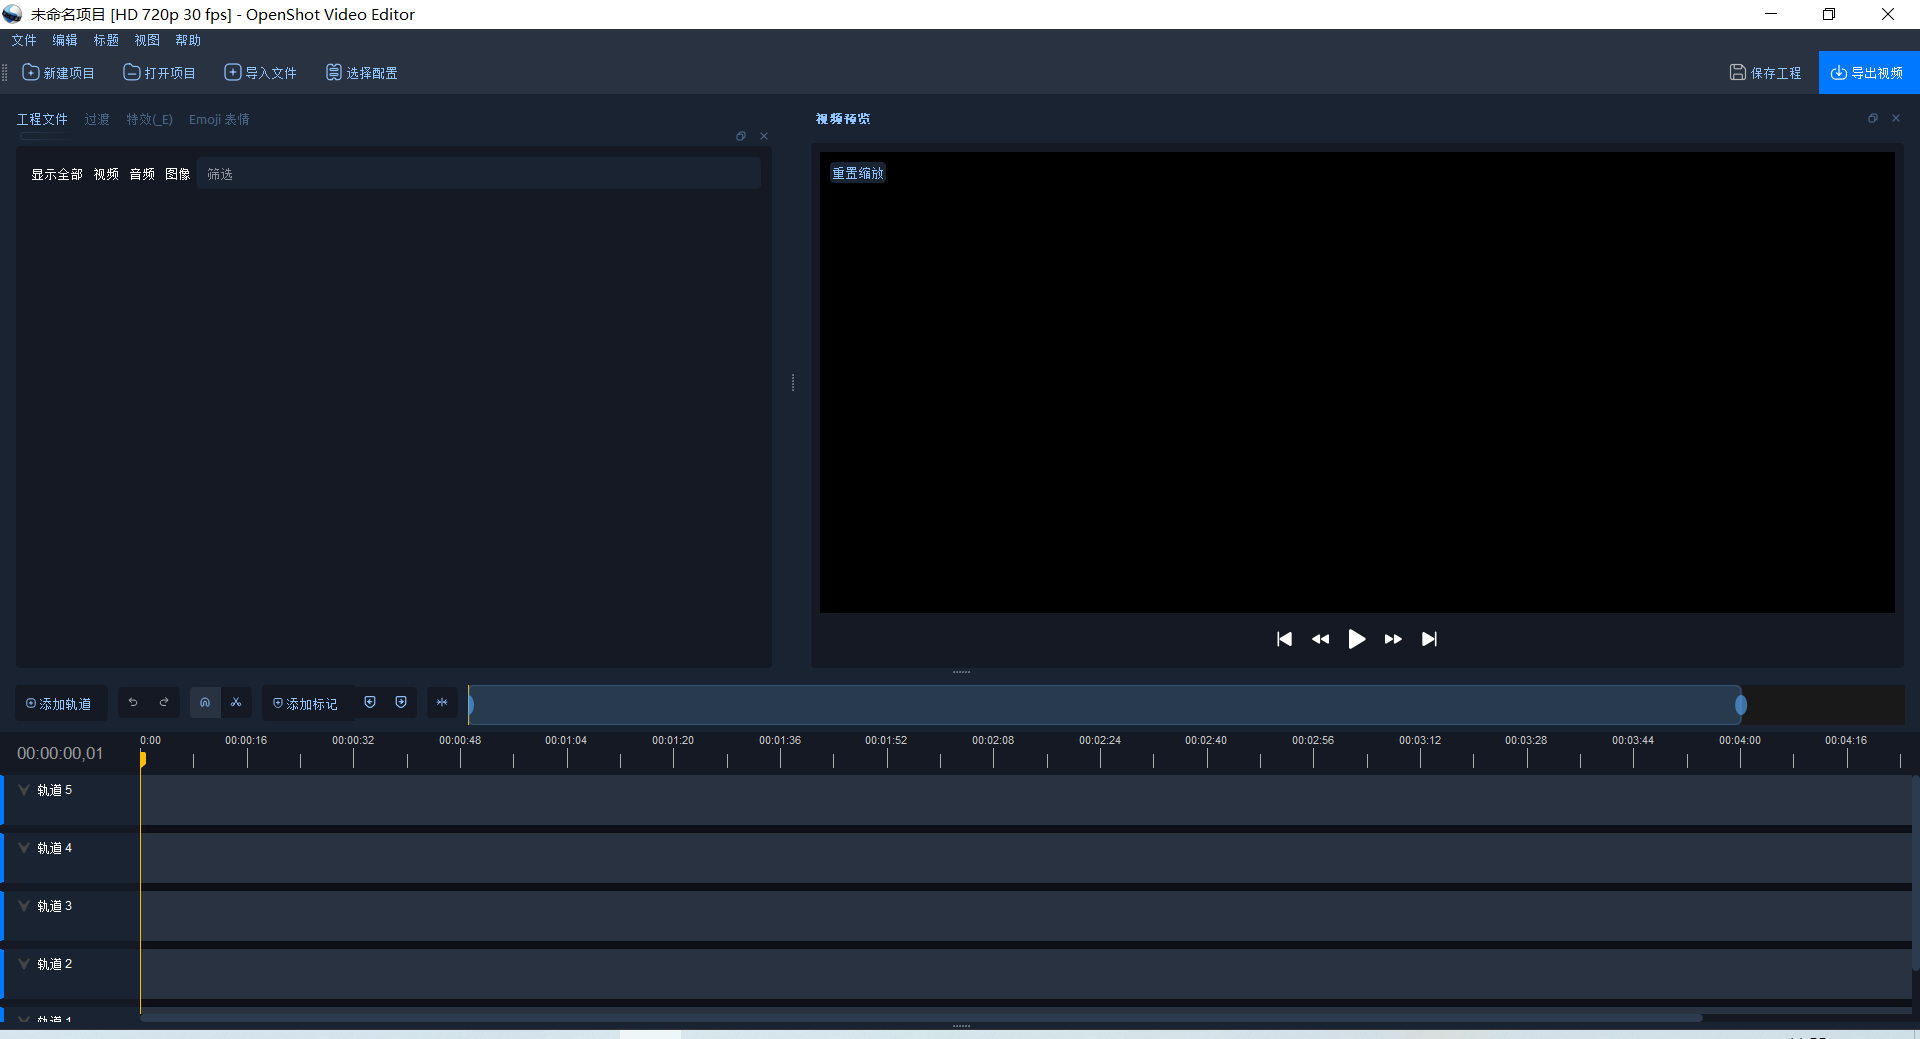 未命名项目 [HD 720p 30 fps] - OpenShot Video Editor
文件 编辑 标题 视图 帮助
新建项目 打开项目 导入文件 选择配置 保存工程 导出视频
工程文件 过渡 特效(_E) Emoji 表情
视频预览
显示全部 视频 音频 图像 筛选
重置缩放
添加轨道 添加标记
00:00:00,01
0:00 00:00:16 00:00:32 00:00:48 00:01:04 00:01:20 00:01:36 00:01:52 00:02:08 00:02:24 00:02:40 00:02:56 00:03:12 00:03:28 00:03:44 00:04:00 00:04:16
轨道 5
轨道 4
轨道 3
轨道 2
轨道 1